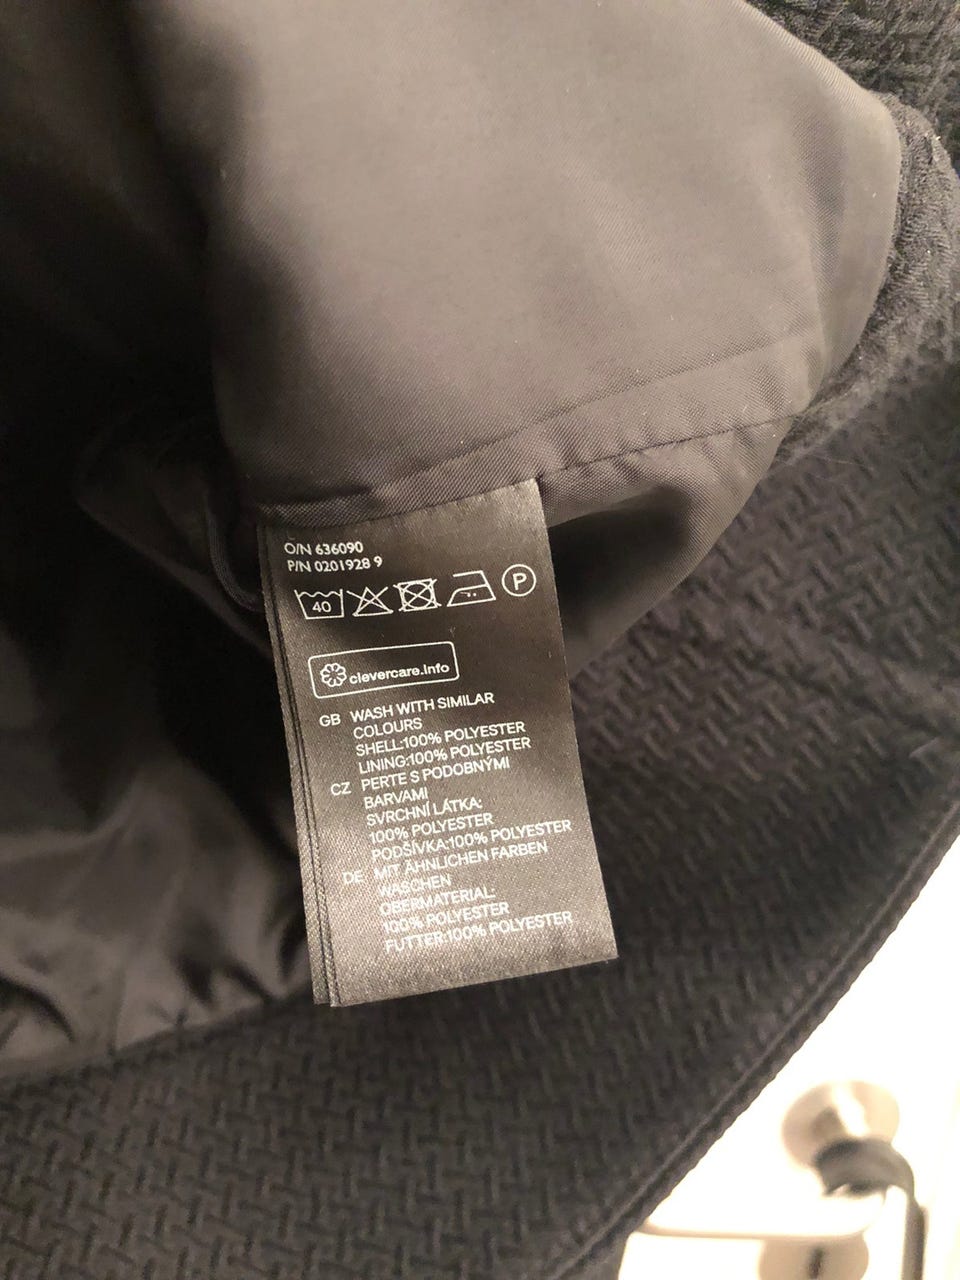 O/N 636090
P/N 0201928 9
40 P
clevercare.info
GB WASH WITH SIMILAR
COLOURS
SHELL:100% POLYESTER
LINING:100% POLYESTER
CZ PERTE S PODOBNÝMI
BARVAMI
SVRCHNÍ LÁTKA:
100% POLYESTER
PODŠÍVKA:100% POLYESTER
DE MIT ÄHNLICHEN FARBEN
WASCHEN
OBERMATERIAL:
100% POLYESTER
FUTTER:100% POLYESTER